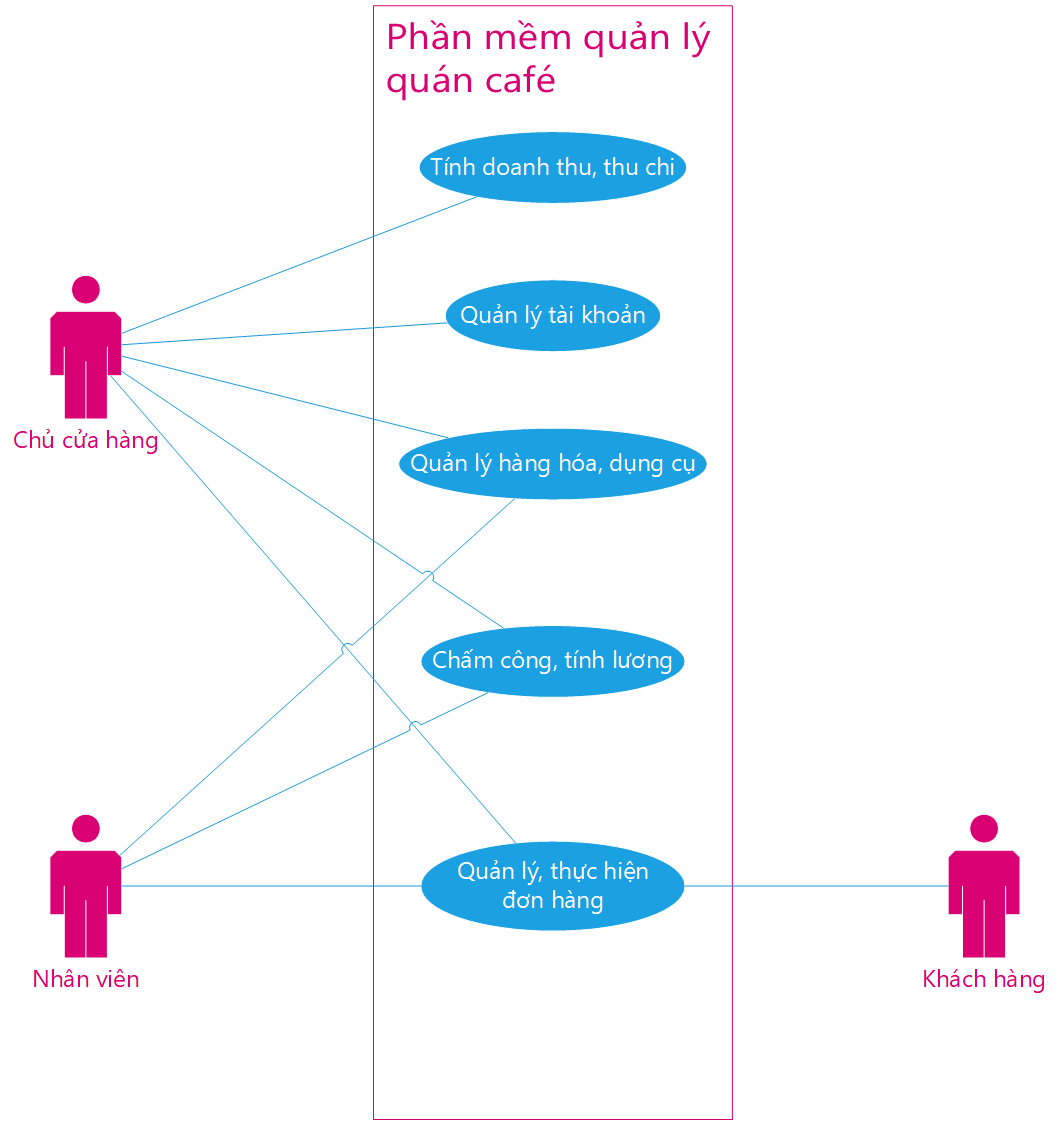 Phần mềm quản lý
quán café
Tính doanh thu, thu chi
Quản lý tài khoản
Chủ cửa hàng
Quản lý hàng hóa, dụng cụ
Chấm công, tính lương
Quản lý, thực hiện
đơn hàng
Nhân viên
Khách hàng